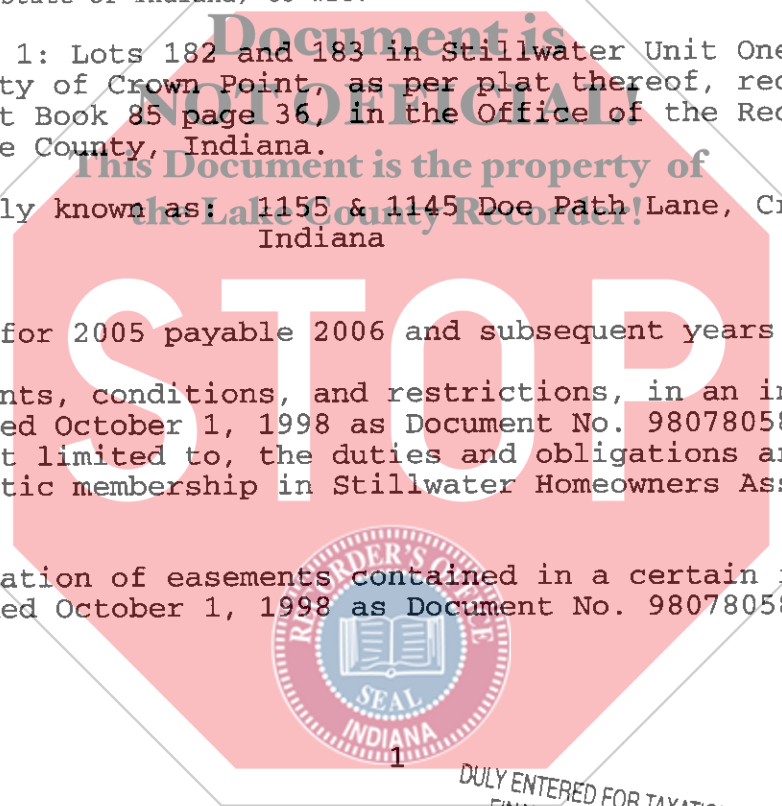 State of Indiana, to wit:
Document is
1: Lots 182 and 183 in Stillwater Unit One
NOT OFFICIAL!
ty of Crown Point, as per plat thereof, rec
t Book 85 page 36, in the Office of the Rec
e County, Indiana.
This Document is the property of
the Lake County Recorder!
ly known as: 1155 & 1145 Doe Path Lane, Cr
Indiana
STOP
for 2005 payable 2006 and subsequent years
nts, conditions, and restrictions, in an in
ed October 1, 1998 as Document No. 98078058
t limited to, the duties and obligations ar
tic membership in Stillwater Homeowners Ass
ation of easements contained in a certain i
ed October 1, 1998 as Document No. 98078058
RECORDER'S OFFICE
SEAL
INDIANA
1
DULY ENTERED FOR TAXATIO